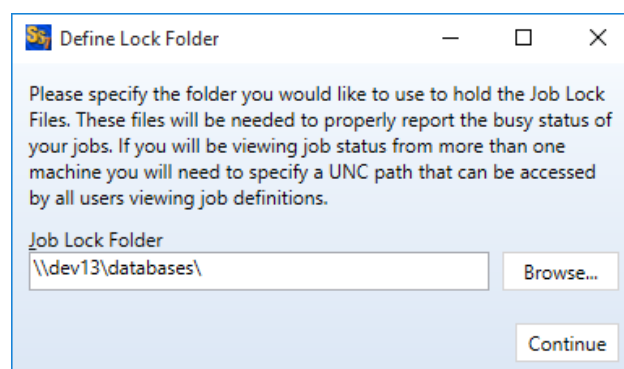 SS7 Define Lock Folder
Please specify the folder you would like to use to hold the Job Lock
Files. These files will be needed to properly report the busy status of
your jobs. If you will be viewing job status from more than one
machine you will need to specify a UNC path that can be accessed
by all users viewing job definitions.
Job Lock Folder
\\dev13\databases\
Browse...
Continue